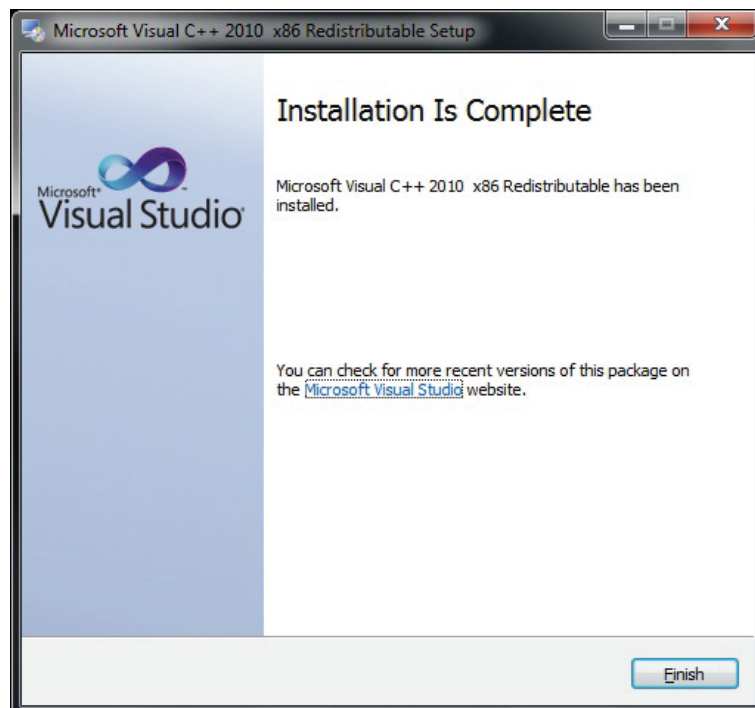 Microsoft Visual C++ 2010  x86 Redistributable Setup
Installation Is Complete
Microsoft®
Visual Studio®
Microsoft Visual C++ 2010  x86 Redistributable has been
installed.
You can check for more recent versions of this package on
the Microsoft Visual Studio website.
Finish